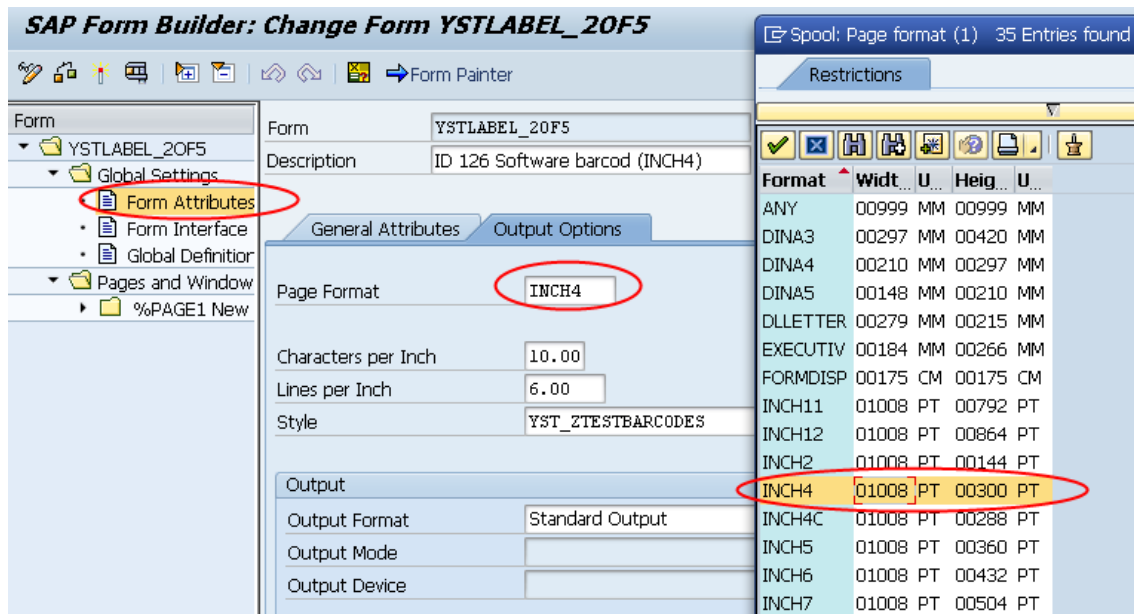 SAP Form Builder: Change Form YSTLABEL_2OF5
Form Painter
Form
YSTLABEL_2OF5
Global Settings
Form Attributes
Form Interface
Global Definition
Pages and Window
%PAGE1 New
Form YSTLABEL_2OF5
Description ID 126 Software barcod (INCH4)
General Attributes Output Options
Page Format INCH4
Characters per Inch 10.00
Lines per Inch 6.00
Style YST_ZTESTBARCODES
Output
Output Format Standard Output
Output Mode
Output Device
Spool: Page format (1) 35 Entries found
Restrictions
Format Widt... U... Heig... U...
ANY 00999 MM 00999 MM
DINA3 00297 MM 00420 MM
DINA4 00210 MM 00297 MM
DINA5 00148 MM 00210 MM
DLLETTER 00279 MM 00215 MM
EXECUTIV 00184 MM 00266 MM
FORMDISP 00175 CM 00175 CM
INCH11 01008 PT 00792 PT
INCH12 01008 PT 00864 PT
INCH2 01008 PT 00144 PT
INCH4 01008 PT 00300 PT
INCH4C 01008 PT 00288 PT
INCH5 01008 PT 00360 PT
INCH6 01008 PT 00432 PT
INCH7 01008 PT 00504 PT